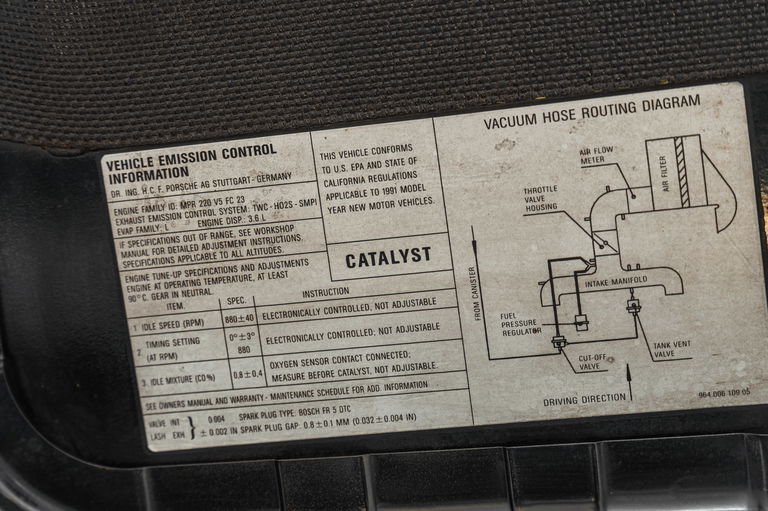 VEHICLE EMISSION CONTROL
INFORMATION
DR. ING. H.C. F. PORSCHE AG STUTTGART - GERMANY
ENGINE FAMILY ID: MPR 220 V5 FC 23
EXHAUST EMISSION CONTROL SYSTEM: TWC - HO2S - SMPI
EVAP FAMILY: L ENGINE DISP.: 3.6 L
IF SPECIFICATIONS OUT OF RANGE, SEE WORKSHOP
MANUAL FOR DETAILED ADJUSTMENT INSTRUCTIONS.
SPECIFICATIONS APPLICABLE TO ALL ALTITUDES.
ENGINE TUNE-UP SPECIFICATIONS AND ADJUSTMENTS
ENGINE AT OPERATING TEMPERATURE, AT LEAST
90°C. GEAR IN NEUTRAL.
THIS VEHICLE CONFORMS
TO U.S. EPA AND STATE OF
CALIFORNIA REGULATIONS
APPLICABLE TO 1991 MODEL
YEAR NEW MOTOR VEHICLES.
CATALYST
ITEM. SPEC. INSTRUCTION
1. IDLE SPEED (RPM) 880±40 ELECTRONICALLY CONTROLLED, NOT ADJUSTABLE
2. TIMING SETTING (AT RPM) 0°±3° 880 ELECTRONICALLY CONTROLLED; NOT ADJUSTABLE
3. IDLE MIXTURE (CO%) 0.8±0.4 OXYGEN SENSOR CONTACT CONNECTED;
MEASURE BEFORE CATALYST, NOT ADJUSTABLE.
SEE OWNERS MANUAL AND WARRANTY - MAINTENANCE SCHEDULE FOR ADD. INFORMATION
VALVE INT } 0.004 SPARK PLUG TYPE: BOSCH FR 5 DTC
LASH EXH } ±0.002 IN SPARK PLUG GAP: 0.8±0.1 MM (0.032±0.004 IN)
VACUUM HOSE ROUTING DIAGRAM
AIR FLOW
METER
AIR FILTER
THROTTLE
VALVE
HOUSING
FROM CANISTER
INTAKE MANIFOLD
FUEL
PRESSURE
REGULATOR
CUT-OFF
VALVE
TANK VENT
VALVE
DRIVING DIRECTION
964.006 109 05